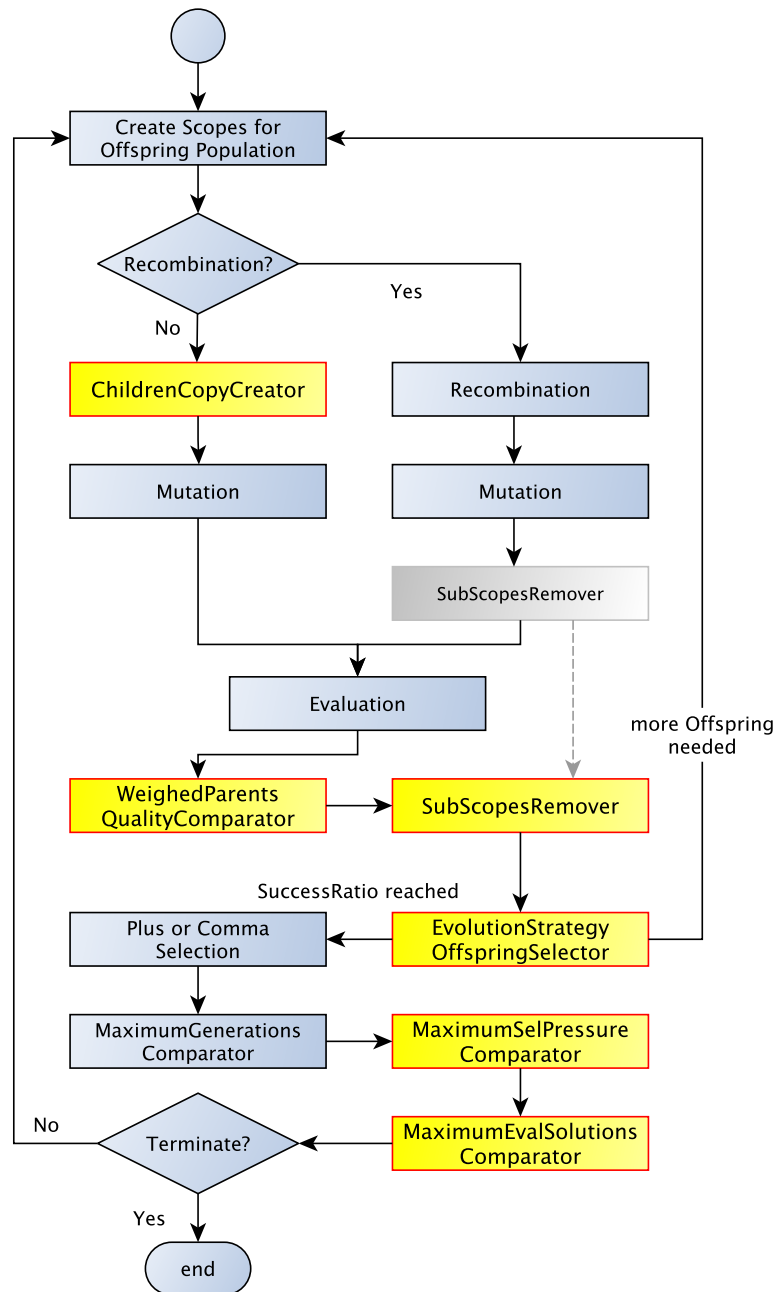 Create Scopes for
Offspring Population
Recombination?
Yes
No
ChildrenCopyCreator
Recombination
Mutation
Mutation
SubScopesRemover
Evaluation
more Offspring
needed
WeighedParents
QualityComparator
SubScopesRemover
SuccessRatio reached
Plus or Comma
Selection
EvolutionStrategy
OffspringSelector
MaximumGenerations
Comparator
MaximumSelPressure
Comparator
No
Terminate?
MaximumEvalSolutions
Comparator
Yes
end